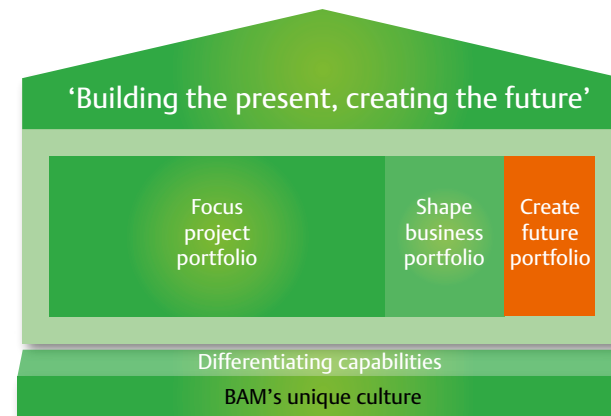 ‘Building the present, creating the future’
Focus
project
portfolio
Shape
business
portfolio
Create
future
portfolio
Differentiating capabilities
BAM’s unique culture